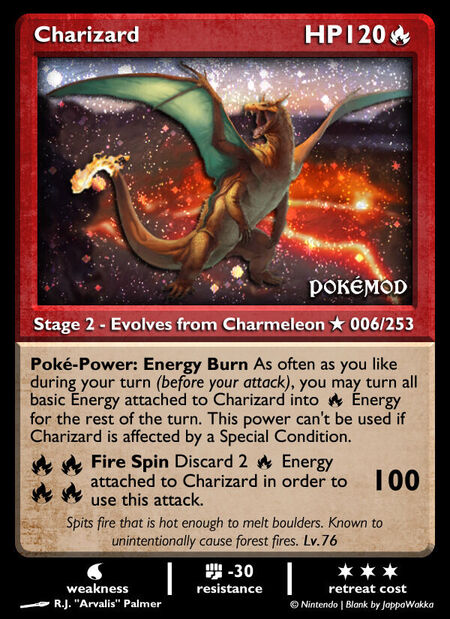 Charizard HP120
POKÉMOD
Stage 2 - Evolves from Charmeleon ★ 006/253
Poké-Power: Energy Burn As often as you like
during your turn (before your attack), you may turn all
basic Energy attached to Charizard into Energy
for the rest of the turn. This power can't be used if
Charizard is affected by a Special Condition.
Fire Spin Discard 2 Energy
attached to Charizard in order to
use this attack.
100
Spits fire that is hot enough to melt boulders. Known to
unintentionally cause forest fires. Lv.76
weakness
-30
resistance
retreat cost
R.J. "Arvalis" Palmer
© Nintendo | Blank by JappaWakka